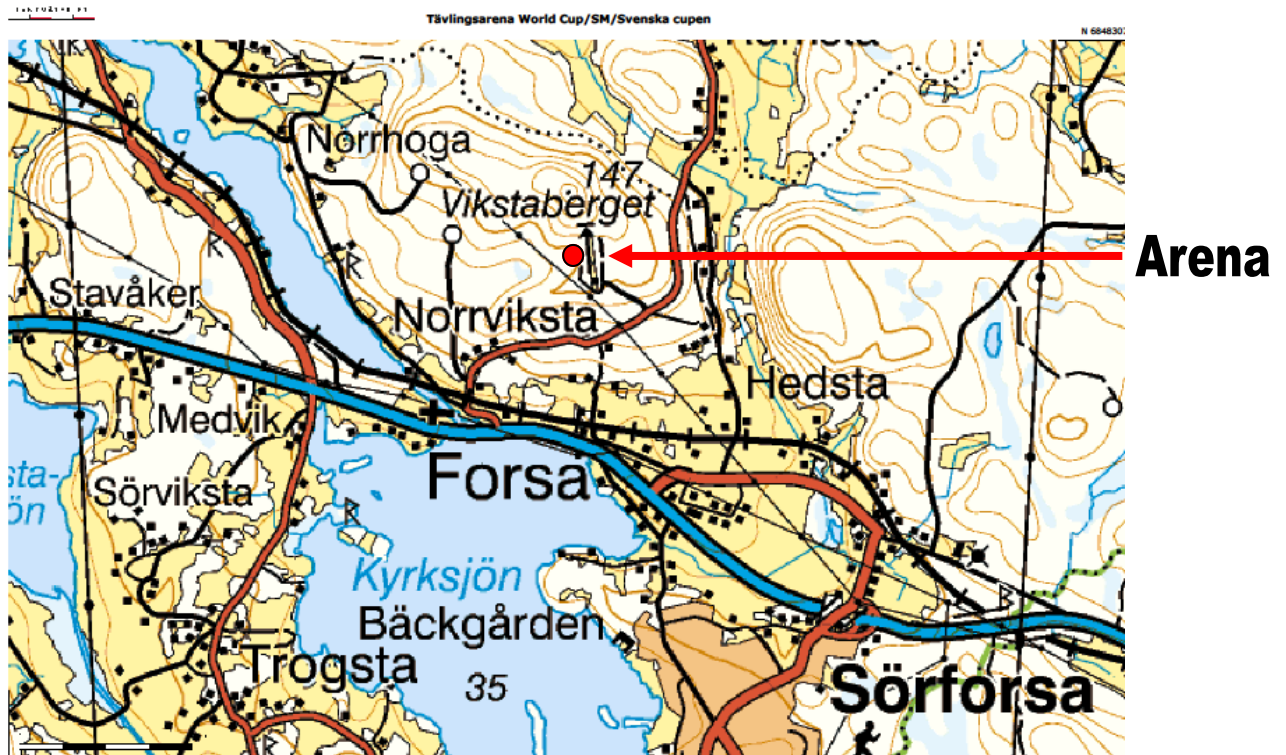 Tävlingsarena World Cup/SM/Svenska cupen
N 6848307
Norrhoga
147
Vikstaberget
Arena
Stavåker
Norrviksta
Hedsta
Medvik
Forsa
Sörviksta
Kyrksjön
Bäckgården
Trogsta
35
Sörforsa
R
R
R
R
R
R